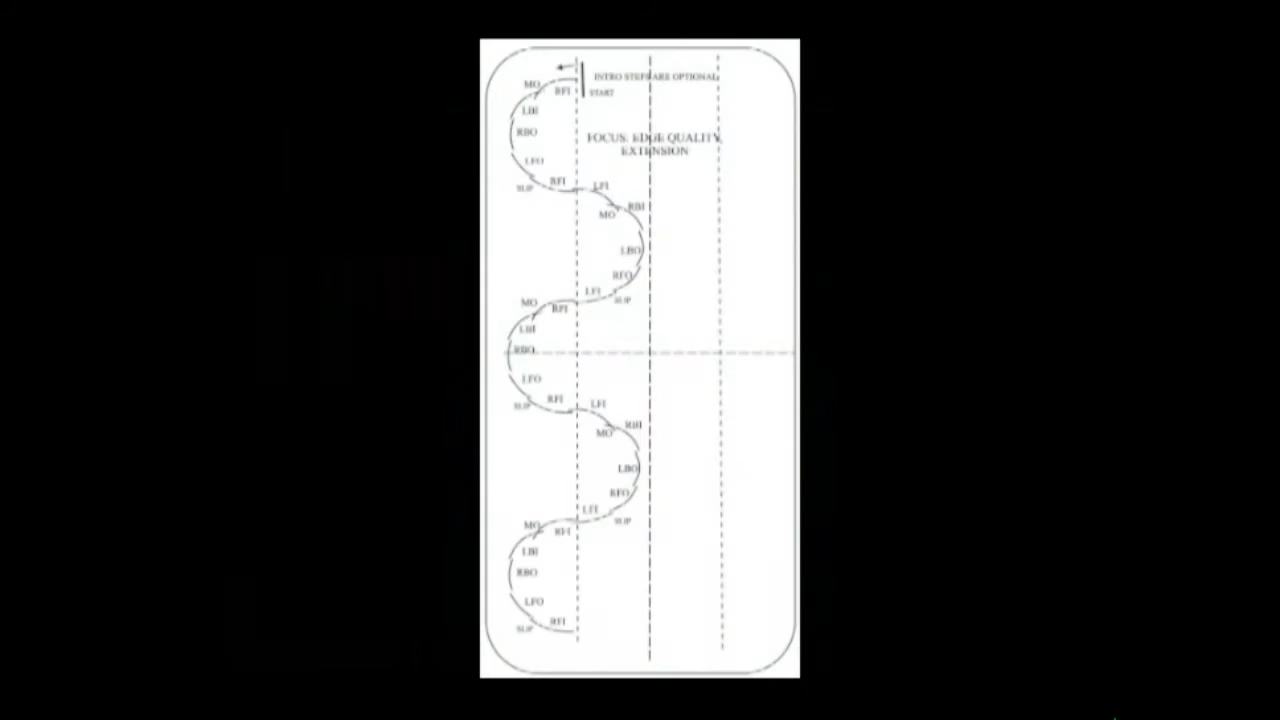 INTRO STEPS ARE OPTIONAL
MO
RFI
START
LBI
RBO
FOCUS: EDGE QUALITY,
EXTENSION
LFO
RFI
LFI
SLIP
RBI
MO
LBO
RFO
LFI
SLIP
MO
RFI
LBI
RBO
LFO
RFI
LFI
SLIP
RBI
MO
LBO
RFO
LFI
SLIP
MO
RFI
LBI
RBO
LFO
RFI
SLIP